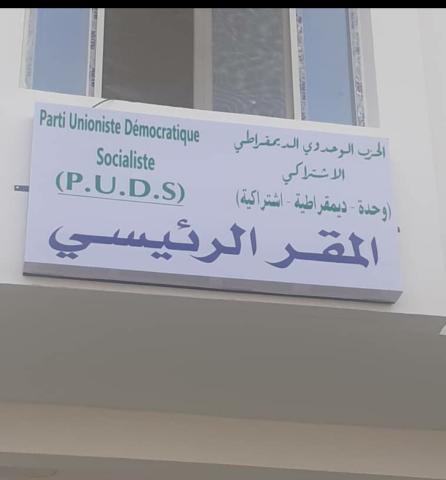 Parti Unioniste Démocratique
Socialiste
(P.U.D.S)
الحزب الوحدوي الديمقراطي
الاشتراكي
(وحدة - ديمقراطية - اشتراكية)
المقر الرئيسي